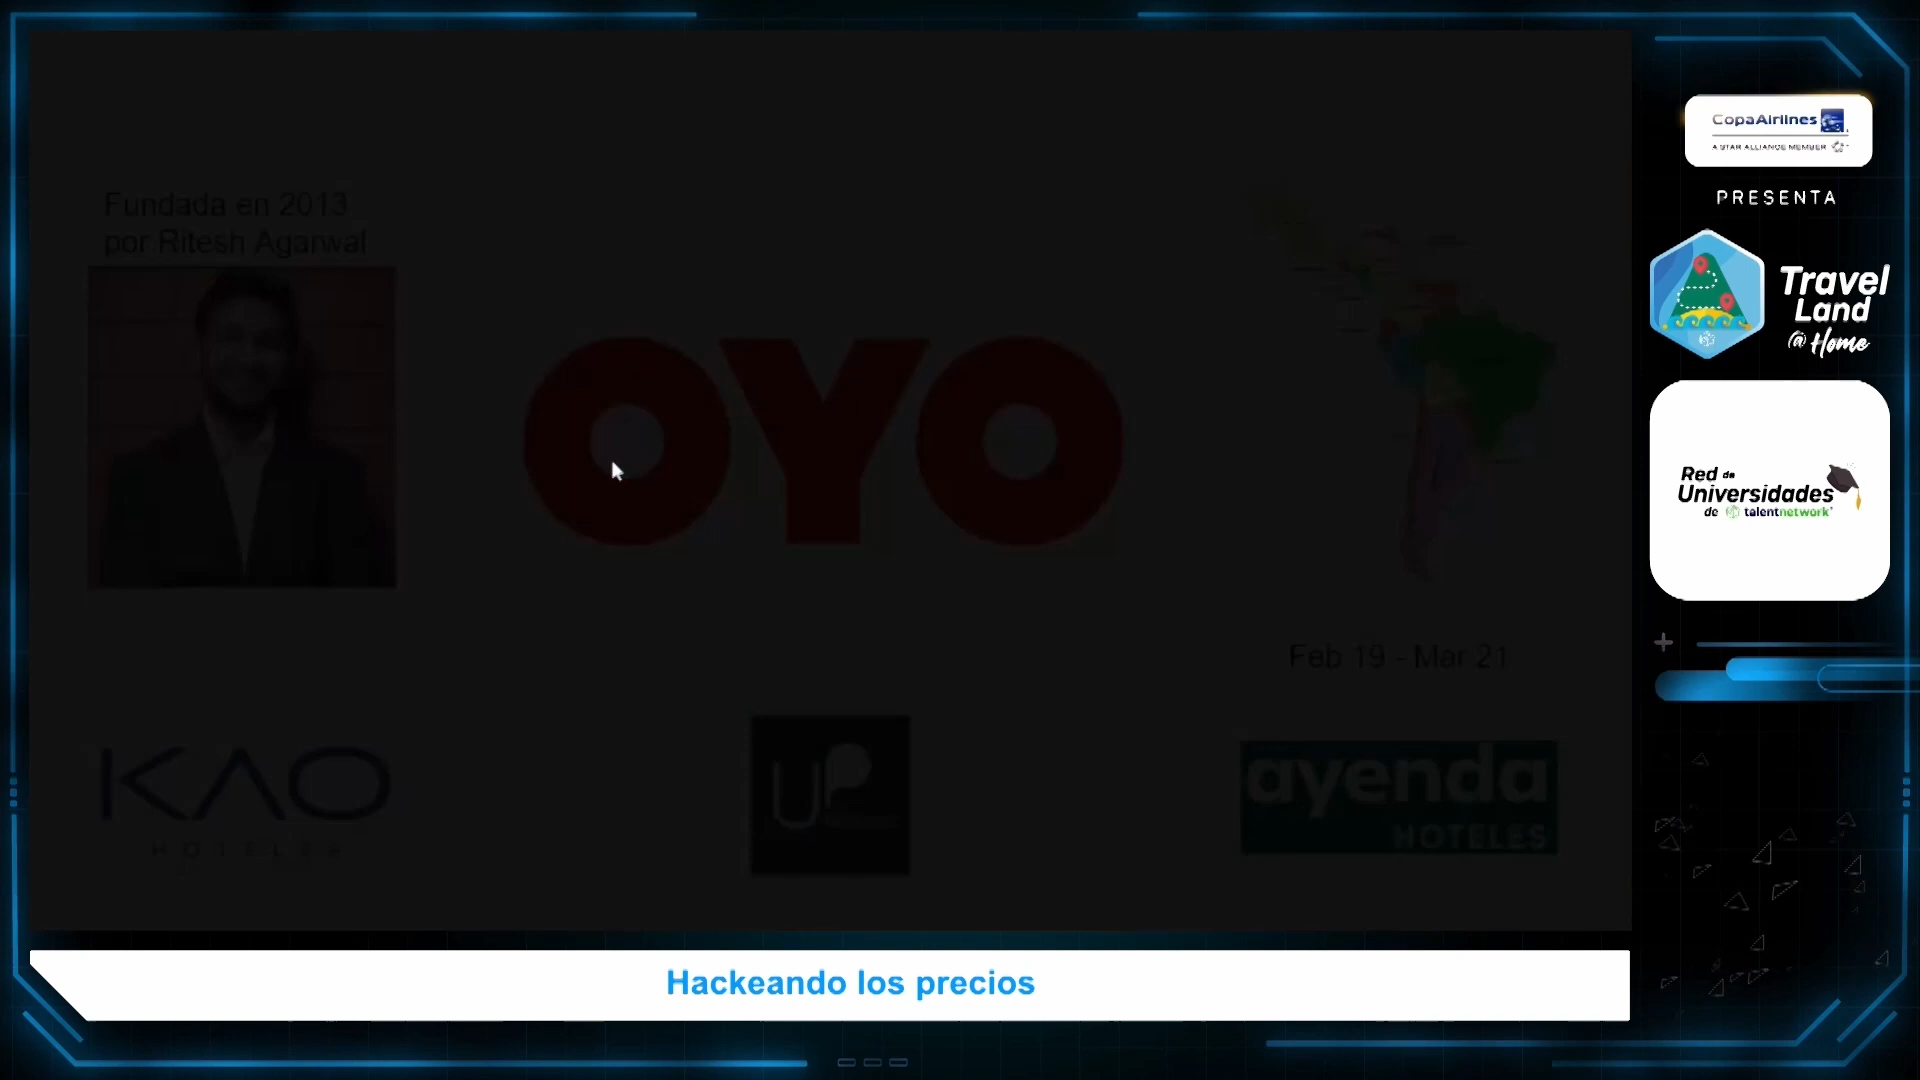 Fundada en 2013
por Ritesh Agarwal
OYO
Feb 19 - Mar 21
KAO
HOTELES
UP
ayenda
HOTELES
Hackeando los precios
CopaAirlines
A STAR ALLIANCE MEMBER
PRESENTA
Travel
Land
@Home
Red de
Universidades
de talentnetwork